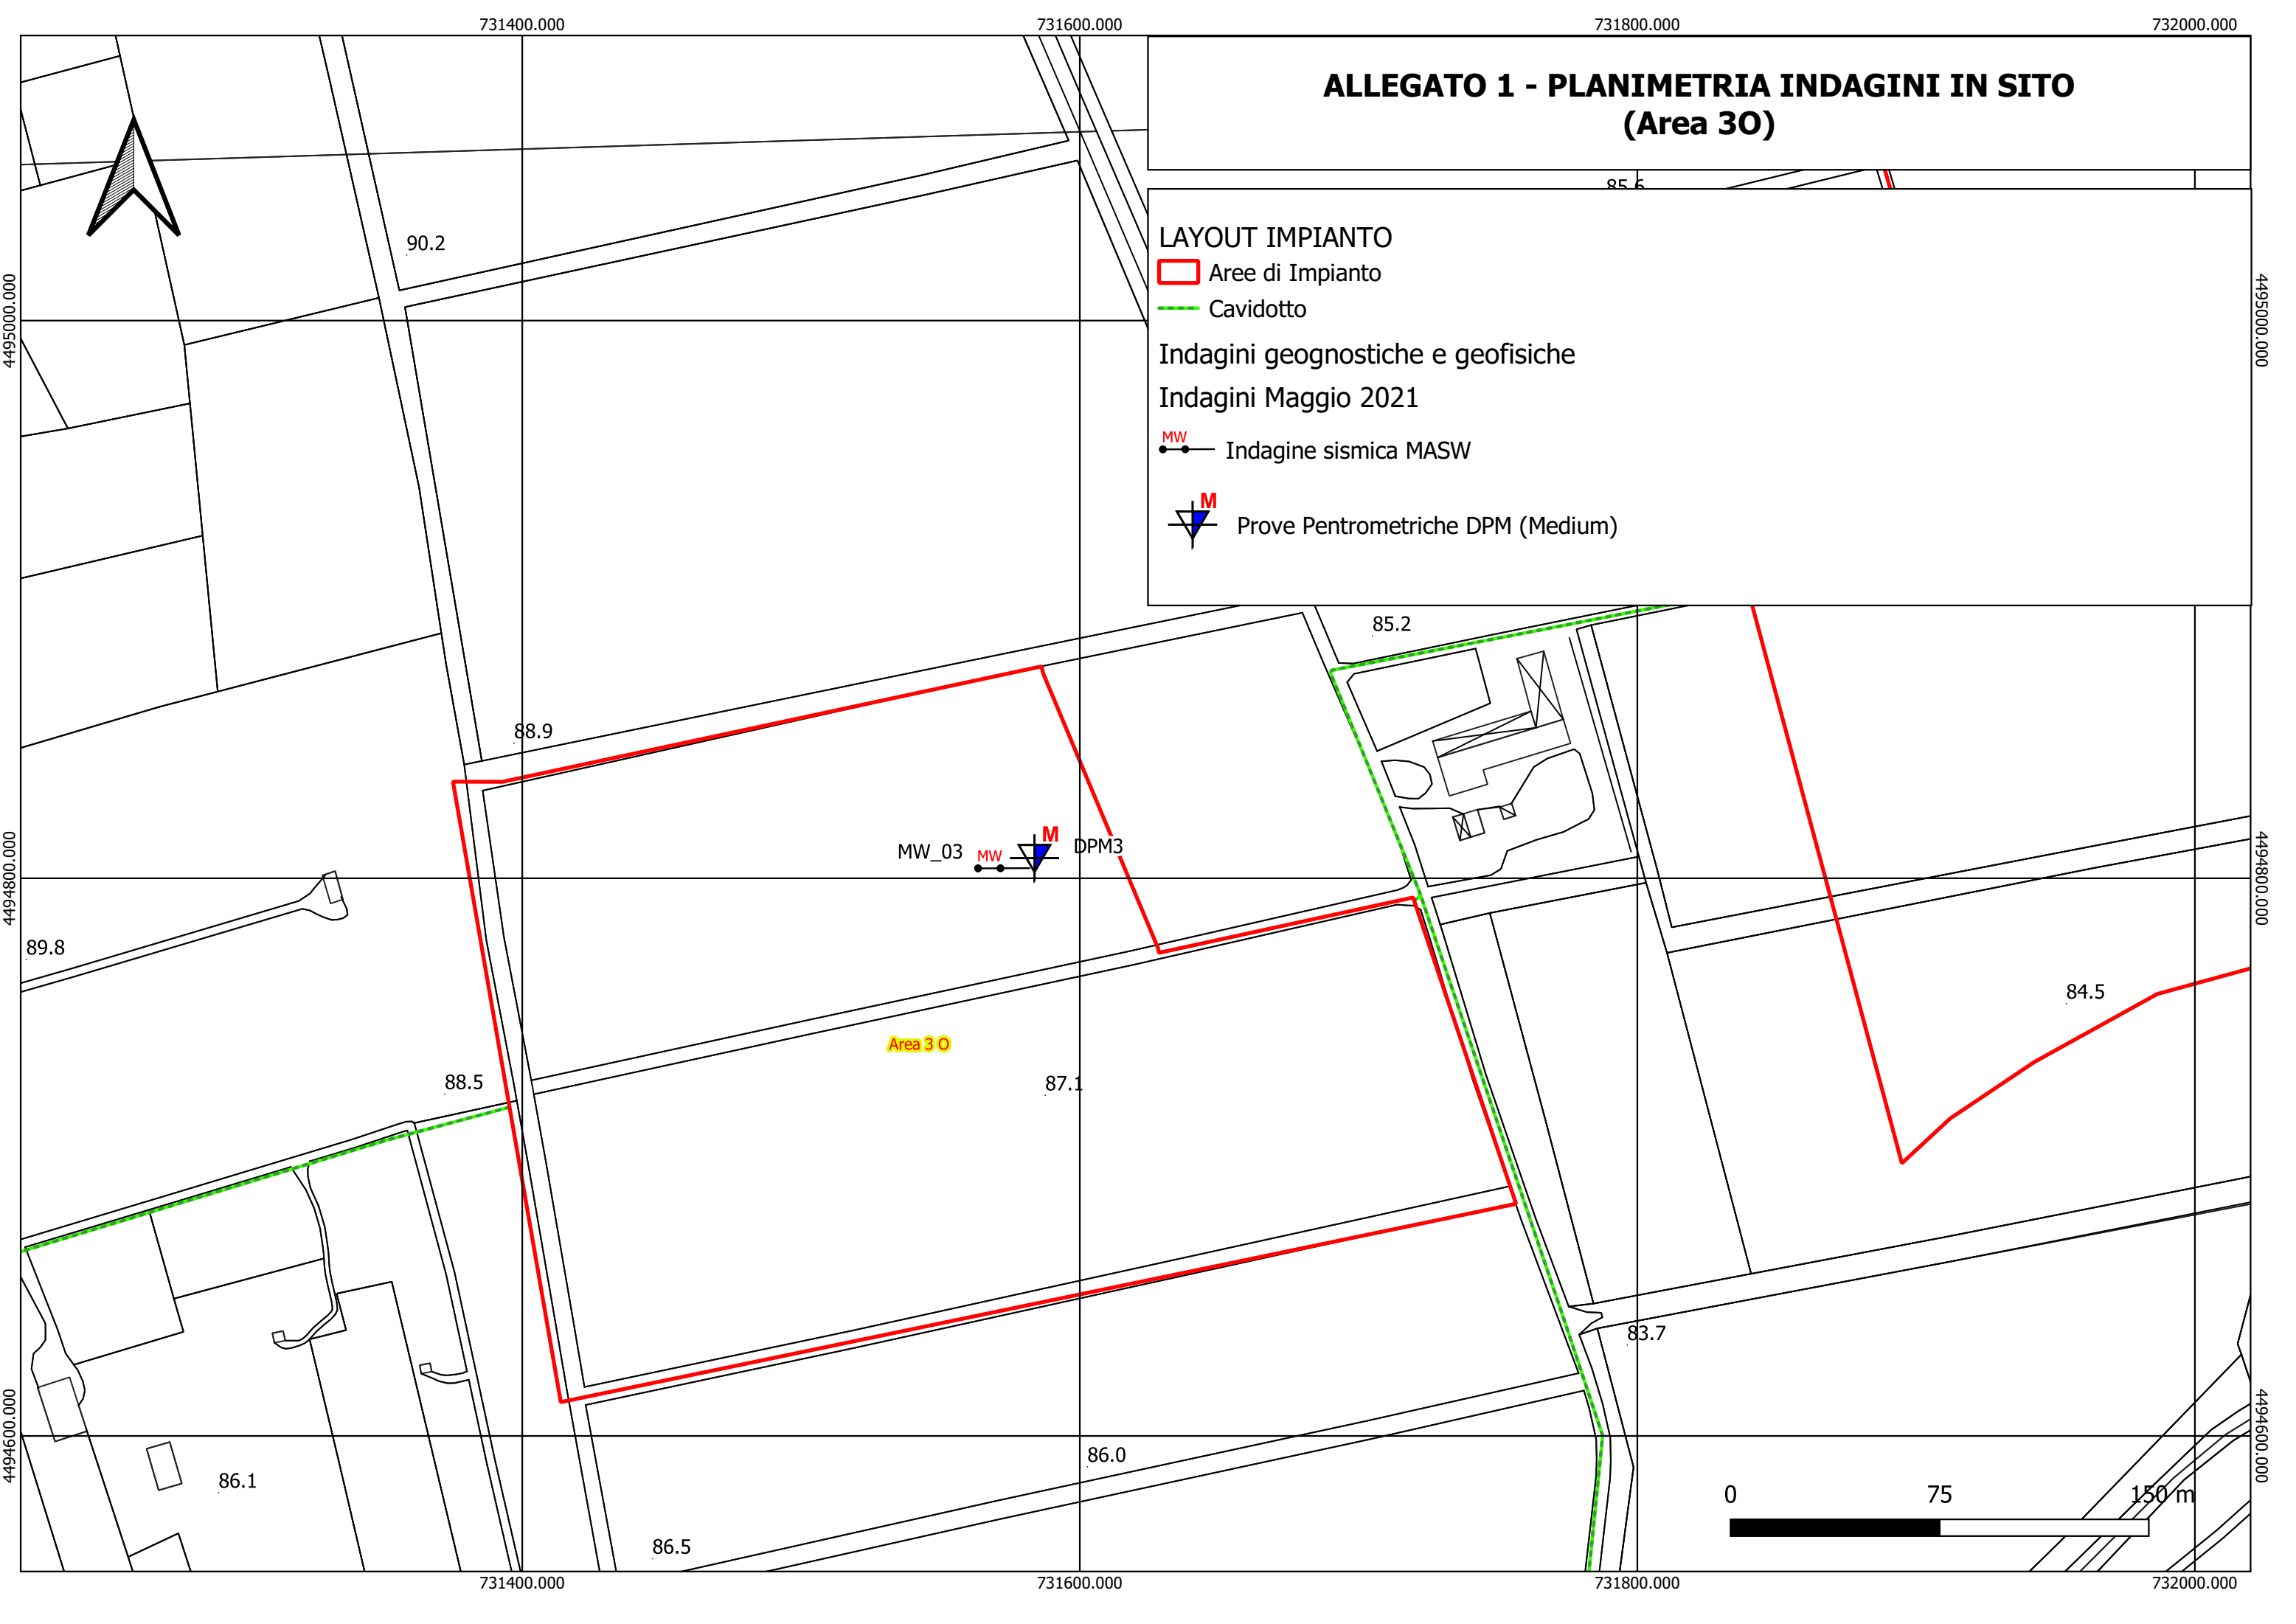 731400.000
731600.000
731800.000
732000.000
ALLEGATO 1 - PLANIMETRIA INDAGINI IN SITO
(Area 3O)
85.6
90.2
LAYOUT IMPIANTO
Aree di Impianto
Cavidotto
Indagini geognostiche e geofisiche
Indagini Maggio 2021
MW
Indagine sismica MASW
M
Prove Pentrometriche DPM (Medium)
4495000.000
4495000.000
85.2
88.9
M
MW_03
MW
DPM3
4494800.000
4494800.000
89.8
84.5
Area 3 O
88.5
87.1
83.7
4494600.000
4494600.000
86.0
86.1
86.5
0
75
150 m
731400.000
731600.000
731800.000
732000.000